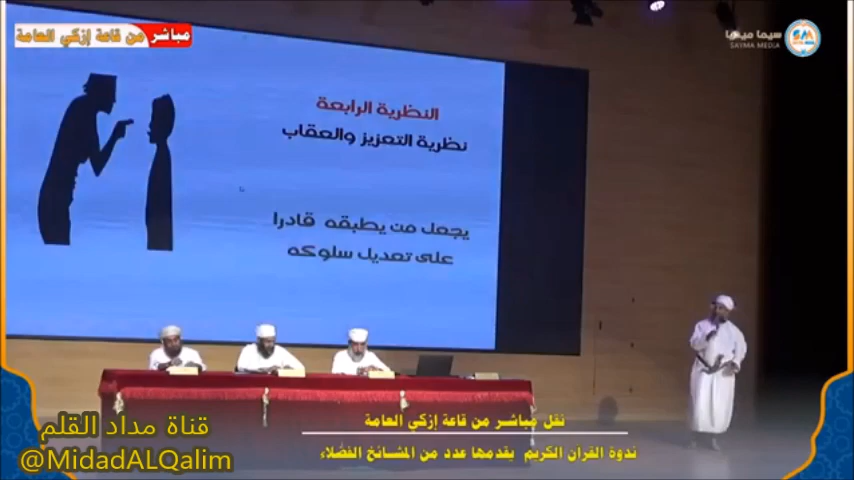 مباشر من قاعة إزكي العامة
سيما ميديا
SAYMA MEDIA
النظرية الرابعة
نظرية التعزيز والعقاب
يجعل من يطبقه قادرا
على تعديل سلوكه
نقل مباشر من قاعة إزكي العامة
ندوة القرآن الكريم يقدمها عدد من المشائخ الفضلاء
قناة مداد القلم
@MidadALQalim